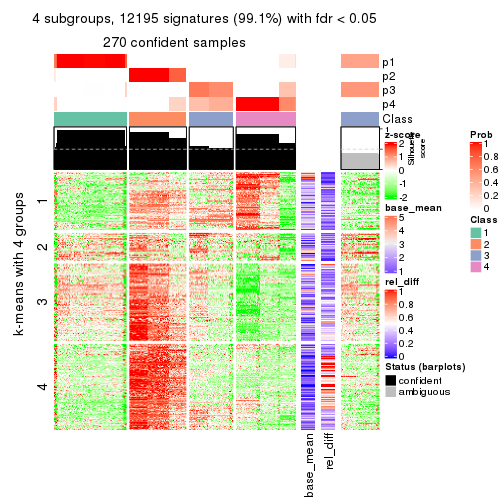 4 subgroups, 12195 signatures (99.1%) with fdr < 0.05
270 confident samples
p1
p2
p3
p4
Class
1
Silhouette
score
k-means with 4 groups
1
2
3
4
base_mean
rel_diff
z-score
2
1
0
-1
-2
base_mean
5
4
3
2
1
rel_diff
1
0.8
0.6
0.4
0.2
0
Status (barplots)
confident
ambiguous
Prob
1
0.8
0.6
0.4
0.2
0
Class
1
2
3
4